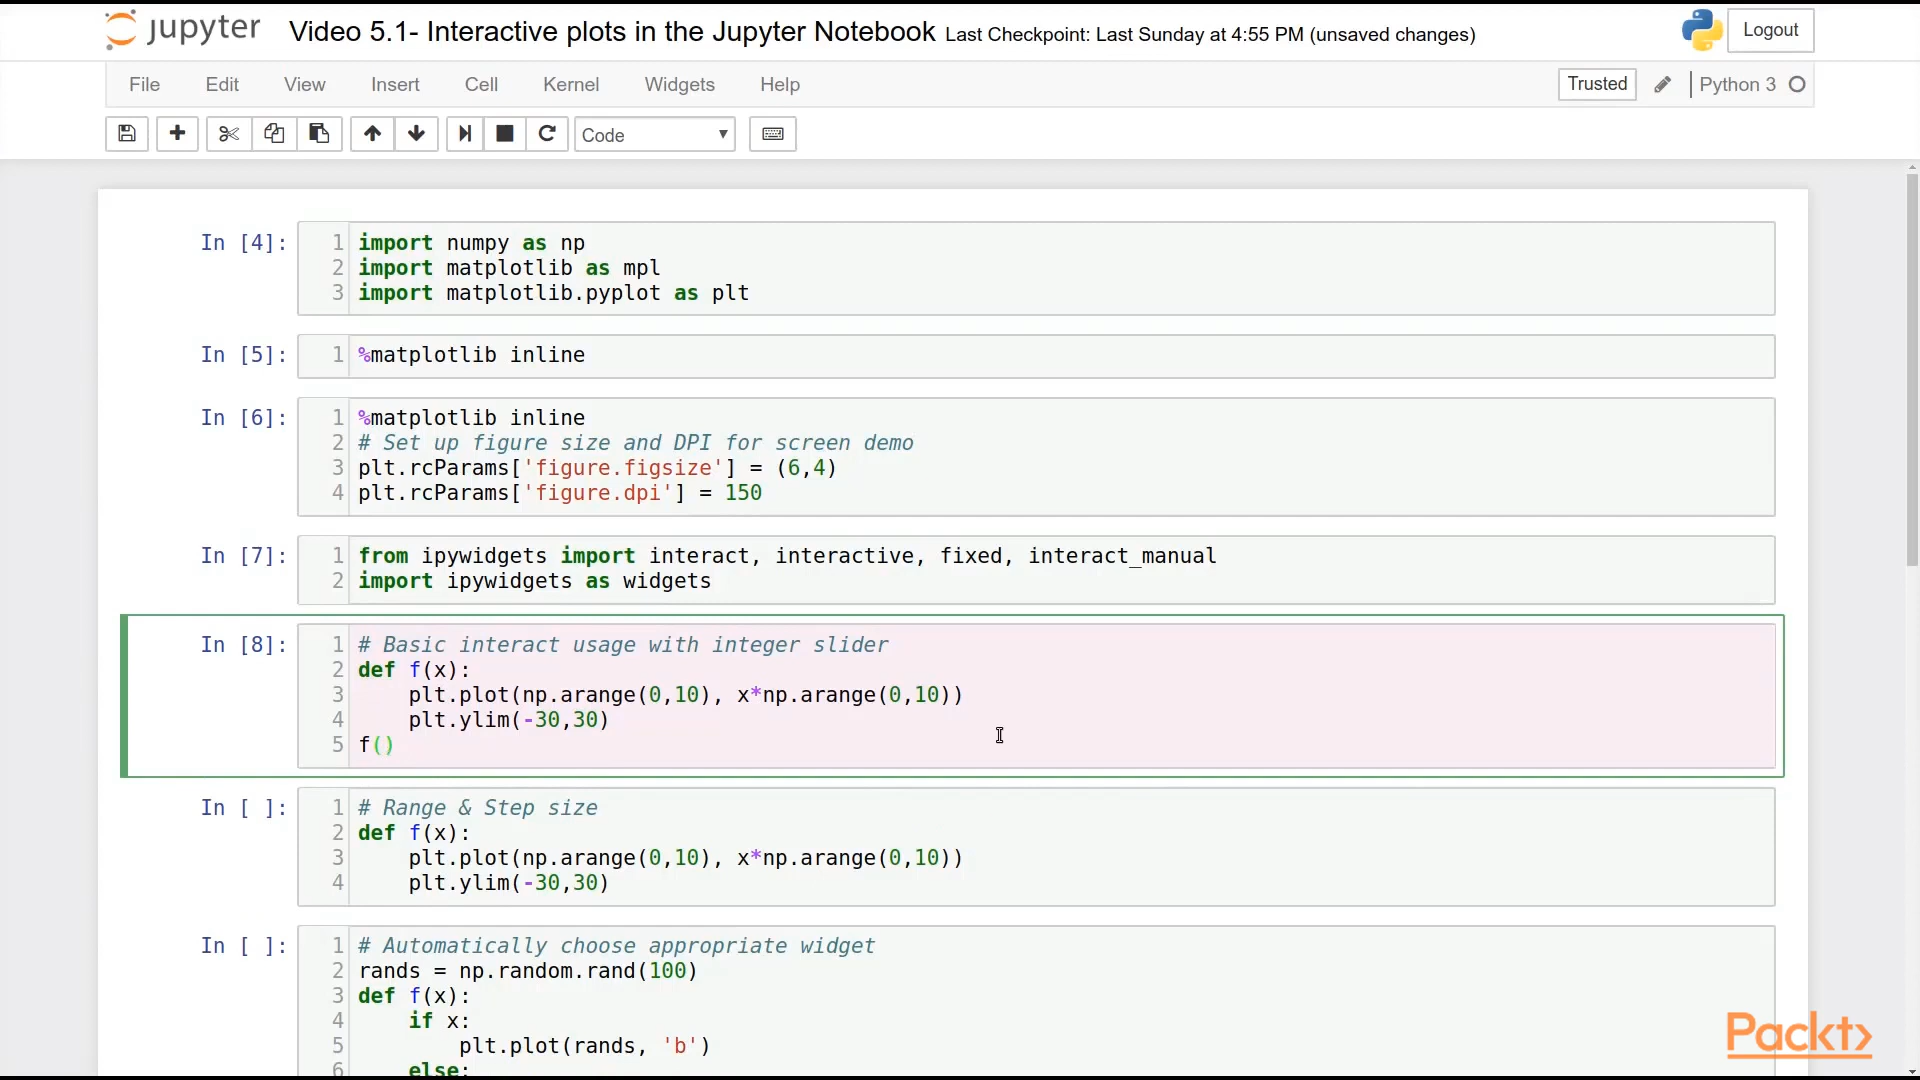 jupyter Video 5.1- Interactive plots in the Jupyter Notebook Last Checkpoint: Last Sunday at 4:55 PM (unsaved changes) Logout
File Edit View Insert Cell Kernel Widgets Help Trusted Python 3
Code
In [4]:
1 import numpy as np
2 import matplotlib as mpl
3 import matplotlib.pyplot as plt
In [5]:
1 %matplotlib inline
In [6]:
1 %matplotlib inline
2 # Set up figure size and DPI for screen demo
3 plt.rcParams['figure.figsize'] = (6,4)
4 plt.rcParams['figure.dpi'] = 150
In [7]:
1 from ipywidgets import interact, interactive, fixed, interact_manual
2 import ipywidgets as widgets
In [8]:
1 # Basic interact usage with integer slider
2 def f(x):
3     plt.plot(np.arange(0,10), x*np.arange(0,10))
4     plt.ylim(-30,30)
5 f()
In [ ]:
1 # Range & Step size
2 def f(x):
3     plt.plot(np.arange(0,10), x*np.arange(0,10))
4     plt.ylim(-30,30)
In [ ]:
1 # Automatically choose appropriate widget
2 rands = np.random.rand(100)
3 def f(x):
4     if x:
5         plt.plot(rands, 'b')
6     else:
Packt>